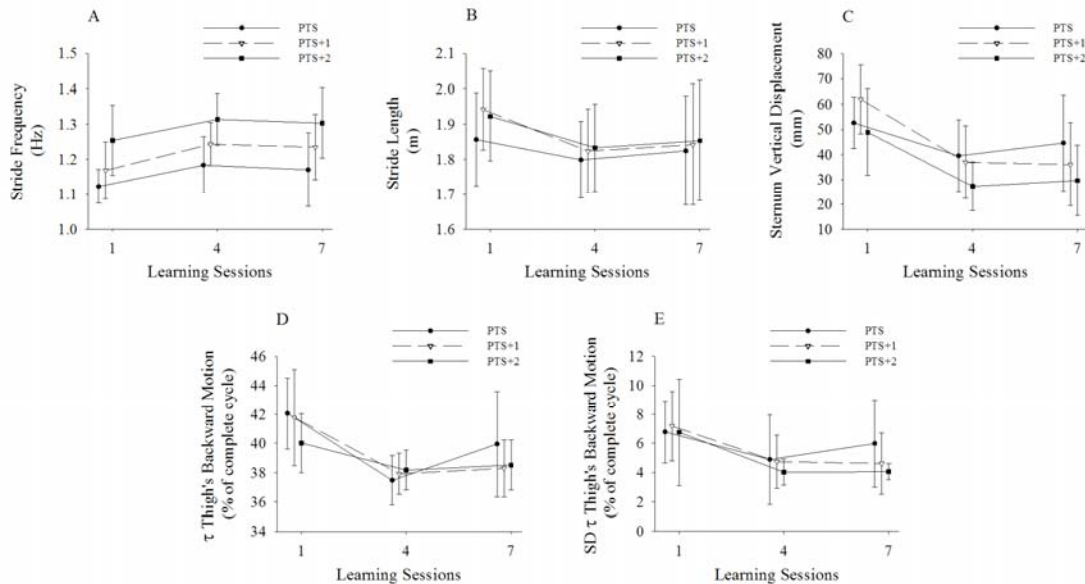 A
PTS
PTS+1
PTS+2
Stride Frequency
(Hz)
1.5
1.4
1.3
1.2
1.1
1.0
1 4 7
Learning Sessions
B
PTS
PTS+1
PTS+2
Stride Length
(m)
2.1
2.0
1.9
1.8
1.7
1.6
1 4 7
Learning Sessions
C
PTS
PTS+1
PTS+2
Sternum Vertical Displacement
(mm)
80
70
60
50
40
30
20
10
1 4 7
Learning Sessions
D
PTS
PTS+1
PTS+2
τ Thigh's Backward Motion
(% of complete cycle)
46
44
42
40
38
36
34
1 4 7
Learning Sessions
E
PTS
PTS+1
PTS+2
SD τ Thigh's Backward Motion
(% of complete cycle)
12
10
8
6
4
2
0
1 4 7
Learning Sessions